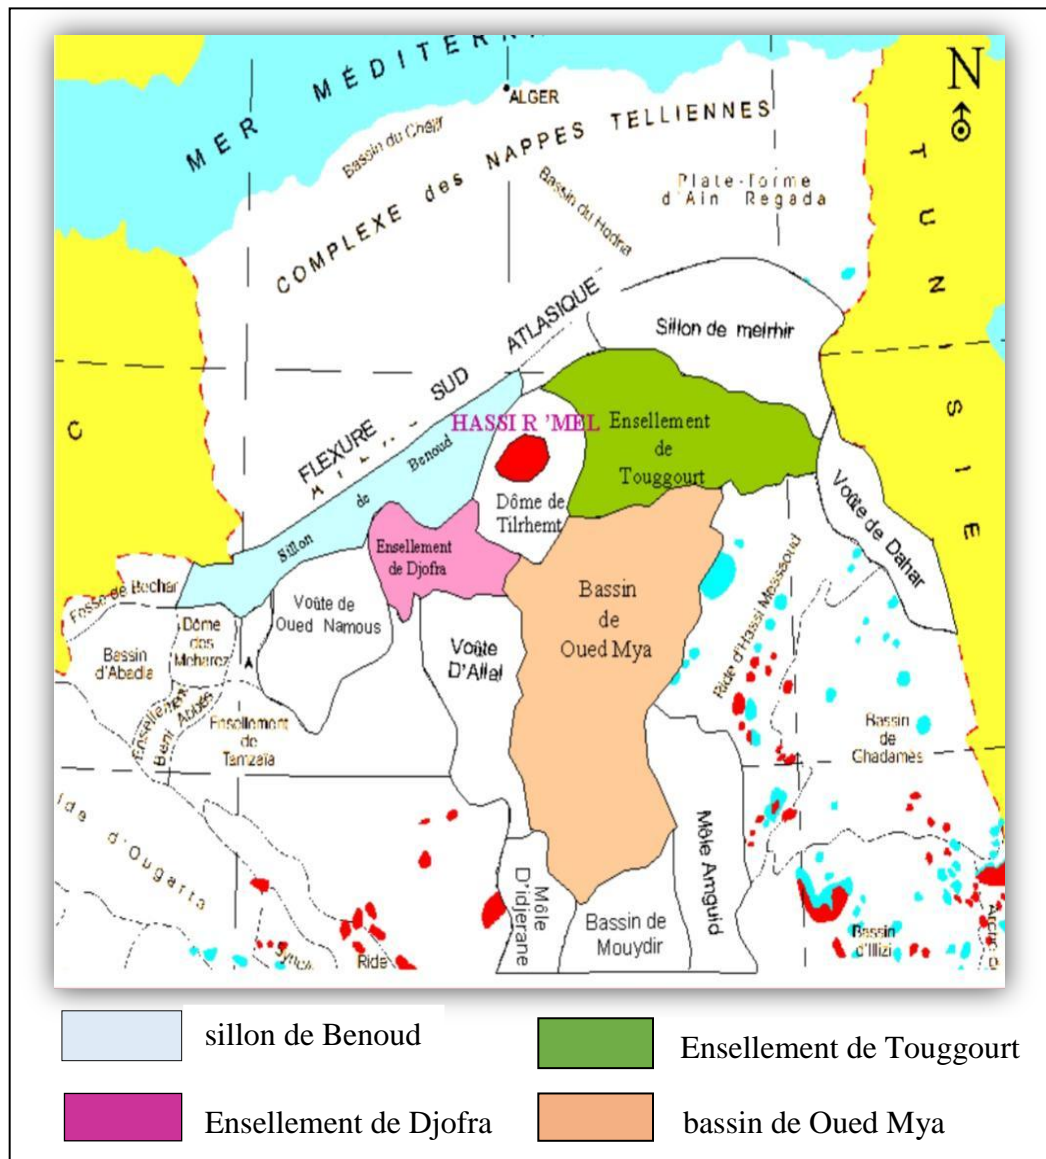 MER MÉDITERR
N
ALGER
Bassin du Chélif
COMPLEXE des NAPPES TELLIENNES
Bassin du Hodna
Plate-forme
d'Ain Regada
TUNISIE
C
FLEXURE SUD ATLASIQUE
Sillon de melrhir
HASSI R 'MEL
Ensellement
de
Touggourt
Sillon de Benoud
Dôme de
Tilrhemt
Voûte de Dahar
Ensellement
de Djofra
Fosse de Bechar
Dôme
des
Meharez
Voûte de
Oued Namous
Bassin
d'Abadla
A
Bassin
de
Oued Mya
Ride d'Hassi Messaoud
Voûte
D'Allal
Ensellement
Beni Abbes
Ensellement
de
Tamzaïa
Bassin
de
Ghadamès
ide d'Ougarta
Môle
D'idjerane
Môle Amguid
Bassin de
Mouydir
Bassin
d'Illizi
Ride
sillon de Benoud
Ensellement de Touggourt
Ensellement de Djofra
bassin de Oued Mya